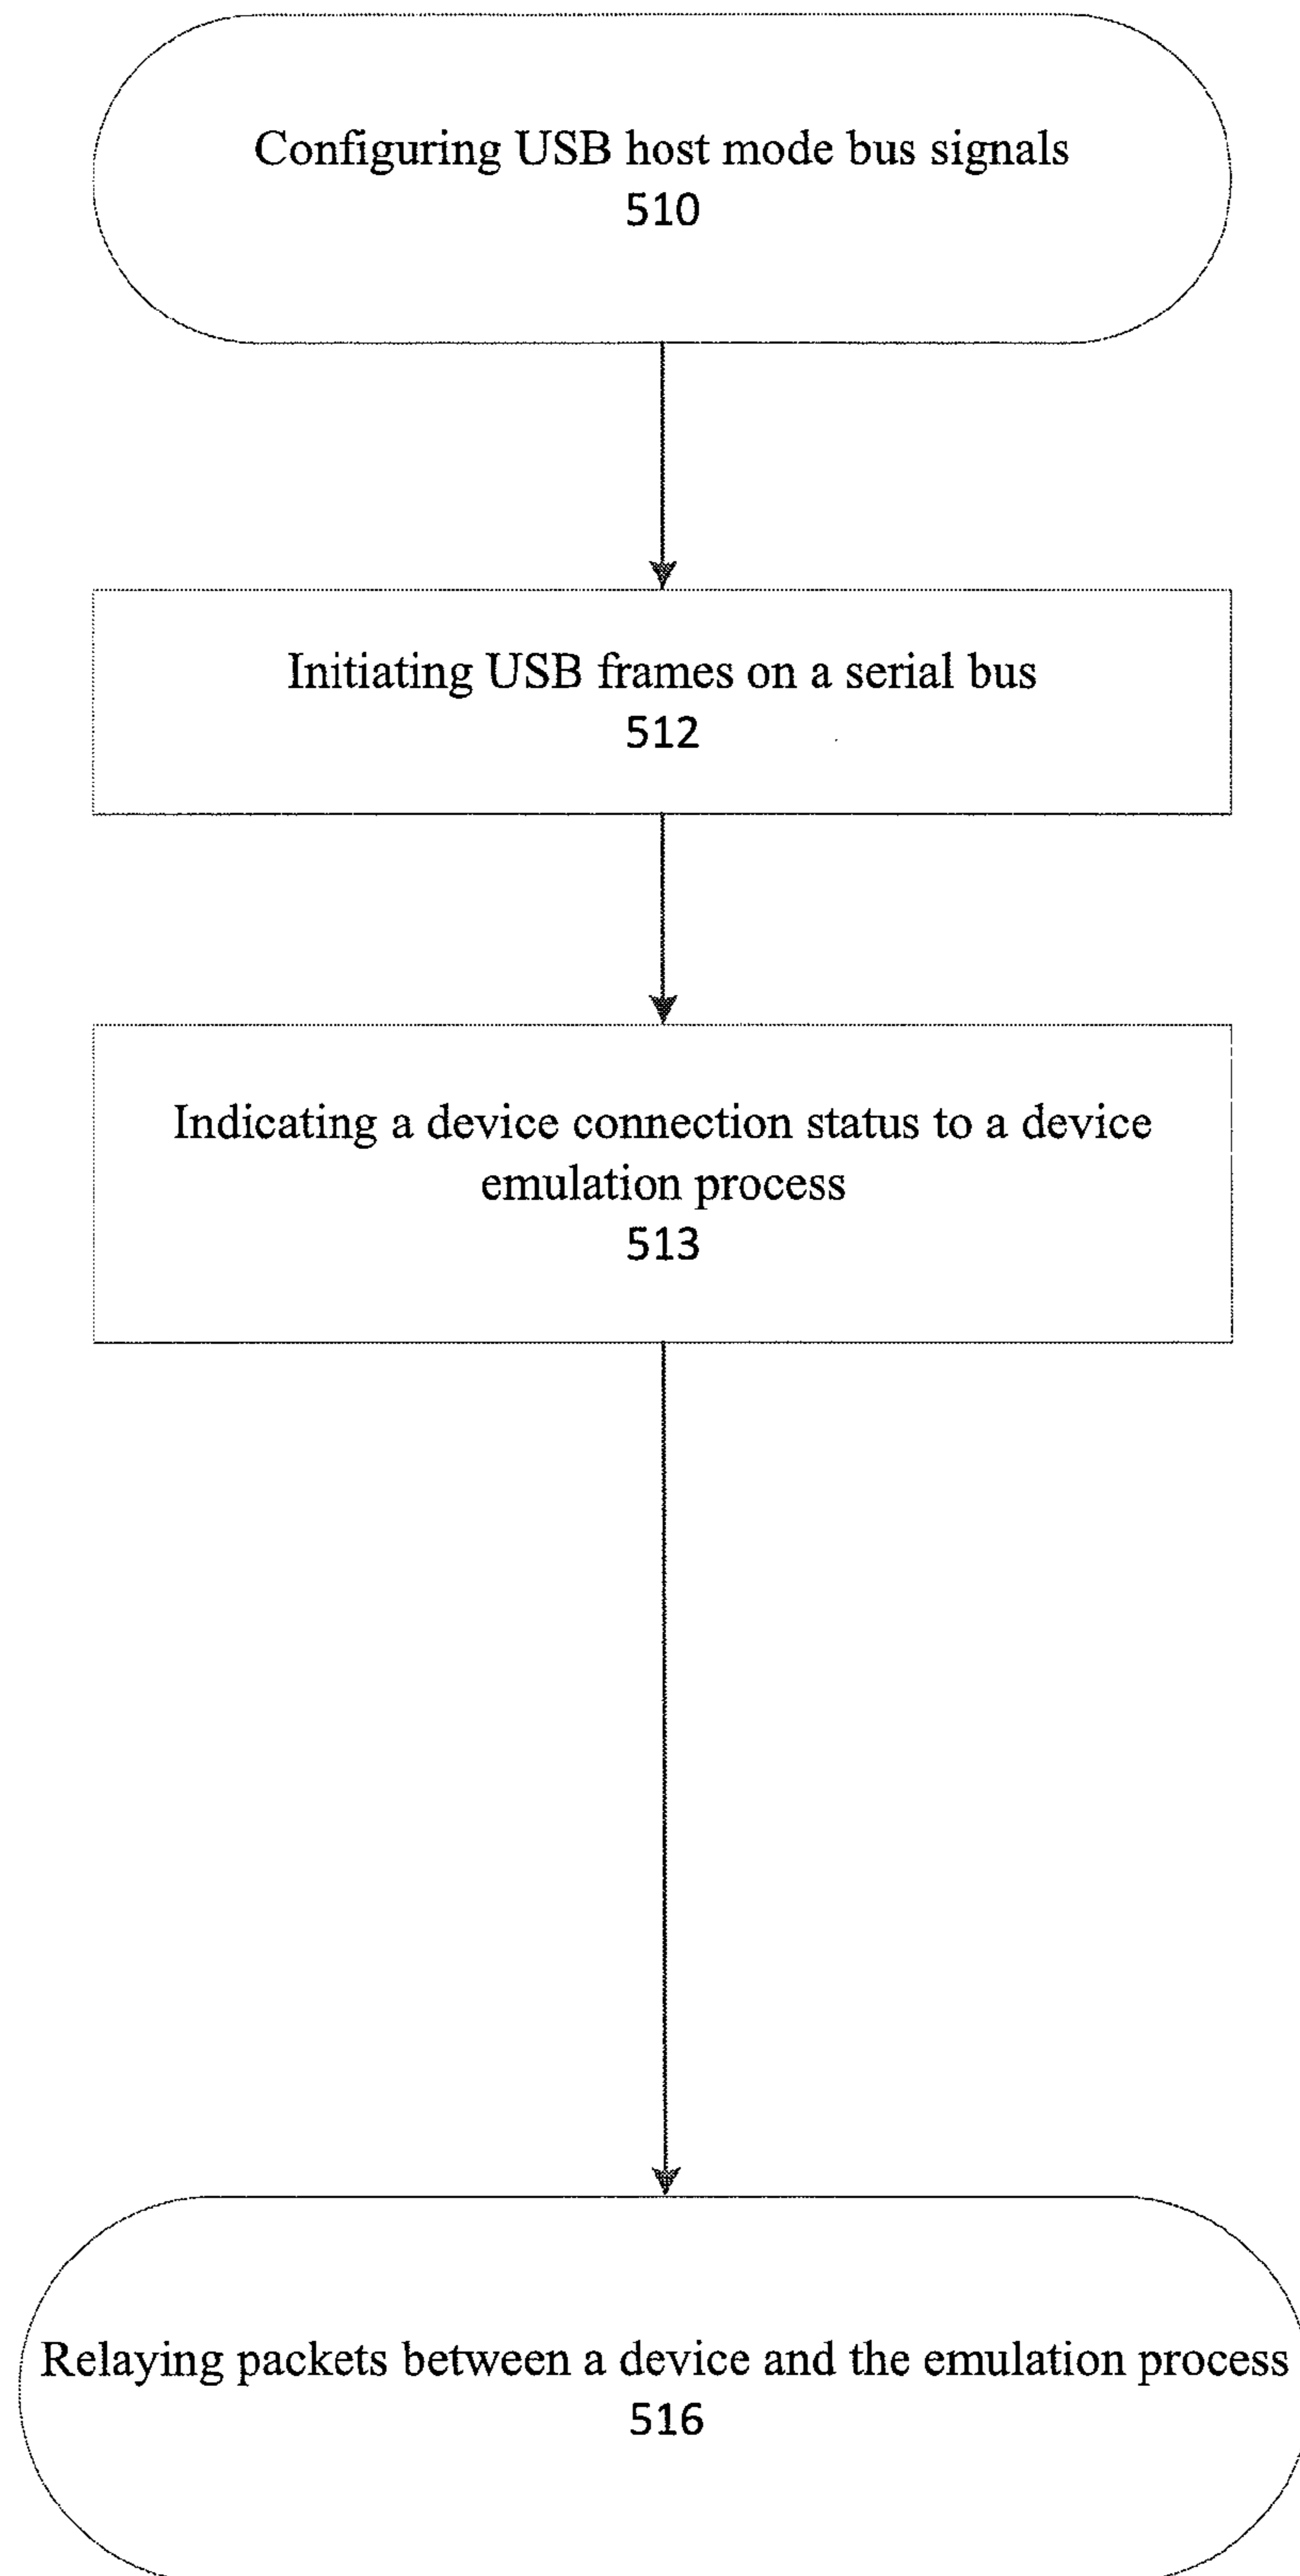 Configuring USB host mode bus signals
510
Initiating USB frames on a serial bus
512
Indicating a device connection status to a device
emulation process
513
Relaying packets between a device and the emulation process
516